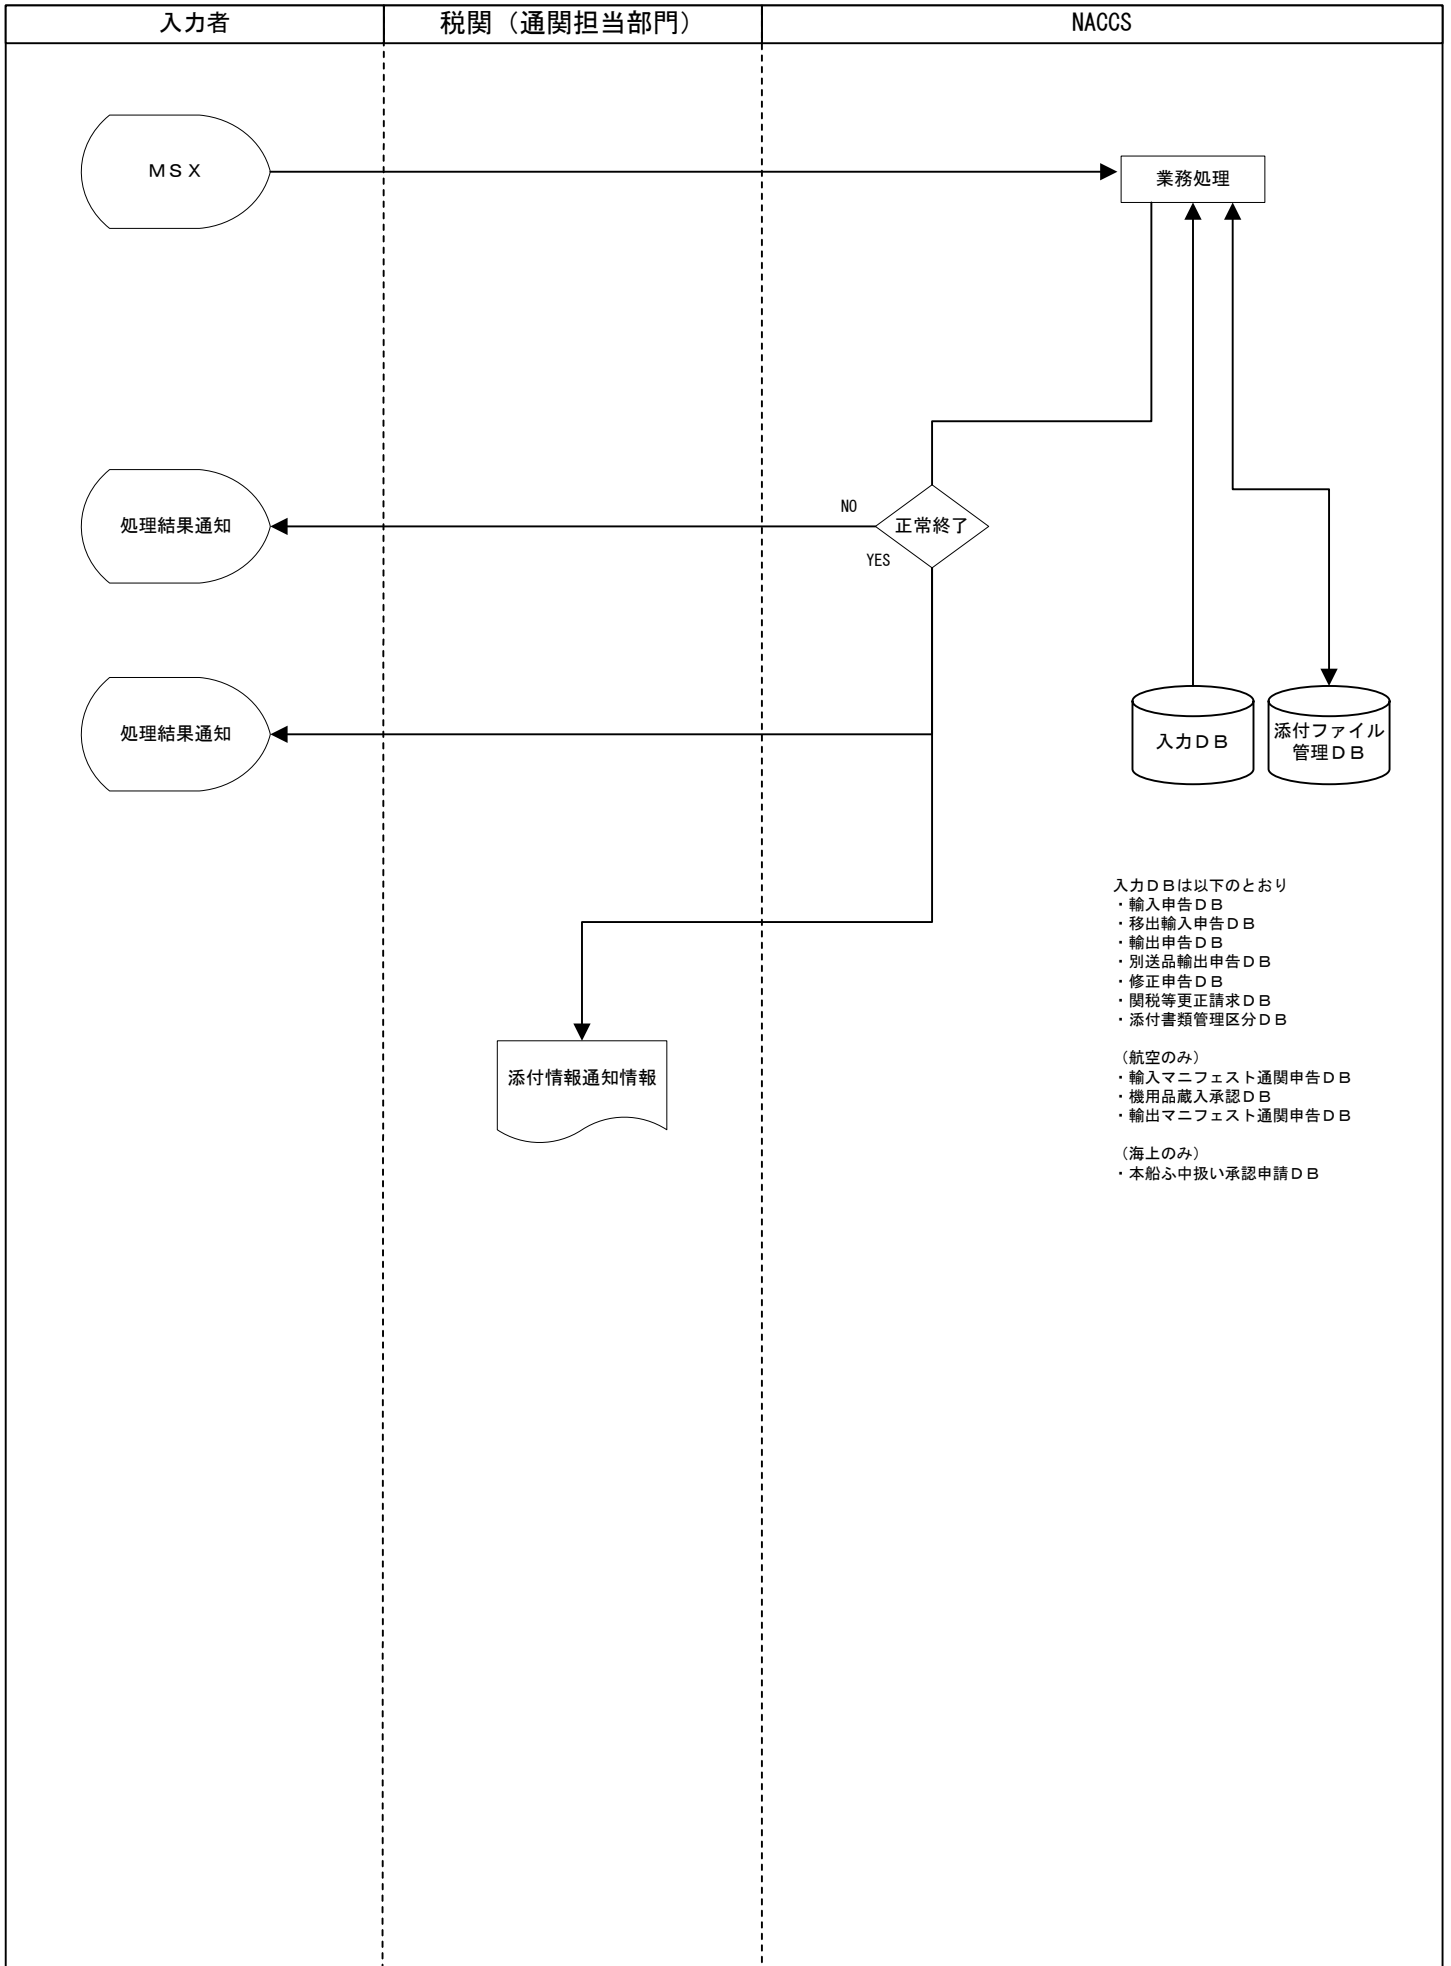 入力者
税関（通関担当部門）
NACCS
ＭＳＸ
業務処理
処理結果通知
NO
正常終了
YES
処理結果通知
入力ＤＢ
添付ファイル
管理ＤＢ
入力ＤＢは以下のとおり
・輸入申告ＤＢ
・移出輸入申告ＤＢ
・輸出申告ＤＢ
・別送品輸出申告ＤＢ
・修正申告ＤＢ
・関税等更正請求ＤＢ
・添付書類管理区分ＤＢ
（航空のみ）
・輸入マニフェスト通関申告ＤＢ
・機用品蔵入承認ＤＢ
・輸出マニフェスト通関申告ＤＢ
（海上のみ）
・本船ふ中扱い承認申請ＤＢ
添付情報通知情報